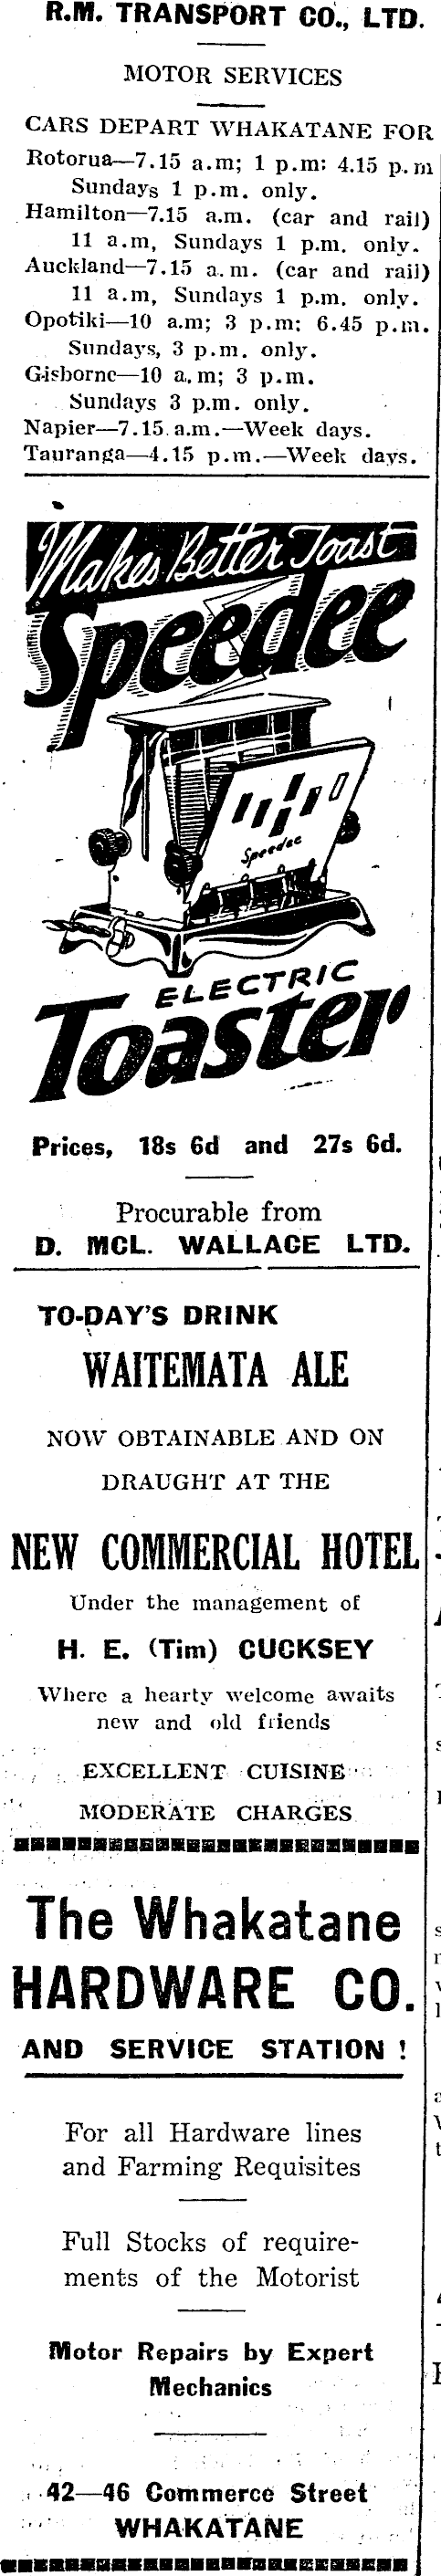 R.M. TRANSPORT CO., LTD.
MOTOR SERVICES
CARS DEPART WHAKATANE FOR
Rotorua—7.15 a.m; 1 p.m: 4.15 p.m
Sundays 1 p.m. only.
Hamilton—7.15 a.m. (car and rail)
11 a.m, Sundays 1 p.m. only.
Auckland—7.15 a.m. (car and rail)
11 a.m, Sundays 1 p.m. only.
Opotiki—10 a.m; 3 p.m: 6.45 p.m.
Sundays, 3 p.m. only.
Gisborne—10 a.m; 3 p.m.
Sundays 3 p.m. only.
Napier—7.15.a.m.—Week days.
Tauranga—4.15 p.m.—Week days.
Makes Better Toast
Speedee
Speedee
ELECTRIC
Toaster
Prices, 18s 6d and 27s 6d.
Procurable from
D. MCL. WALLACE LTD.
TO-DAY'S DRINK
WAITEMATA ALE
NOW OBTAINABLE AND ON
DRAUGHT AT THE
NEW COMMERCIAL HOTEL
Under the management of
H. E. (Tim) CUCKSEY
Where a hearty welcome awaits
new and old friends
EXCELLENT CUISINE
MODERATE CHARGES
The Whakatane
HARDWARE CO.
AND SERVICE STATION !
For all Hardware lines
and Farming Requisites
Full Stocks of require-
ments of the Motorist
Motor Repairs by Expert
Mechanics
42—46 Commerce Street
WHAKATANE